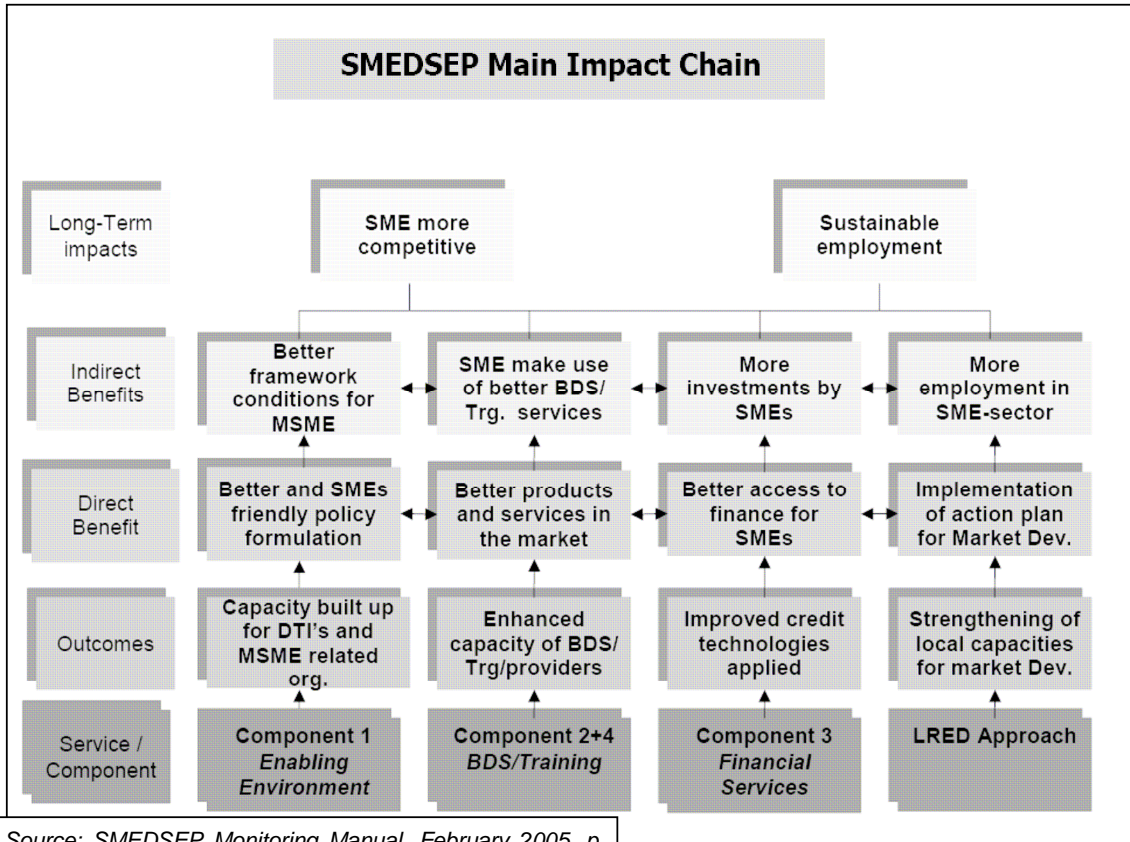 SMEDSEP Main Impact Chain
Long-Term
impacts
SME more
competitive
Sustainable
employment
Indirect
Benefits
Better
framework
conditions for
MSME
SME make use
of better BDS/
Trg. services
More
investments by
SMEs
More
employment in
SME-sector
Direct
Benefit
Better and SMEs
friendly policy
formulation
Better products
and services in
the market
Better access to
finance for
SMEs
Implementation
of action plan
for Market Dev.
Outcomes
Capacity built up
for DTI's and
MSME related
org.
Enhanced
capacity of BDS/
Trg/providers
Improved credit
technologies
applied
Strengthening of
local capacities
for market Dev.
Service /
Component
Component 1
Enabling
Environment
Component 2+4
BDS/Training
Component 3
Financial
Services
LRED Approach
Source: SMEDSEP Monitoring Manual, February 2005, p.